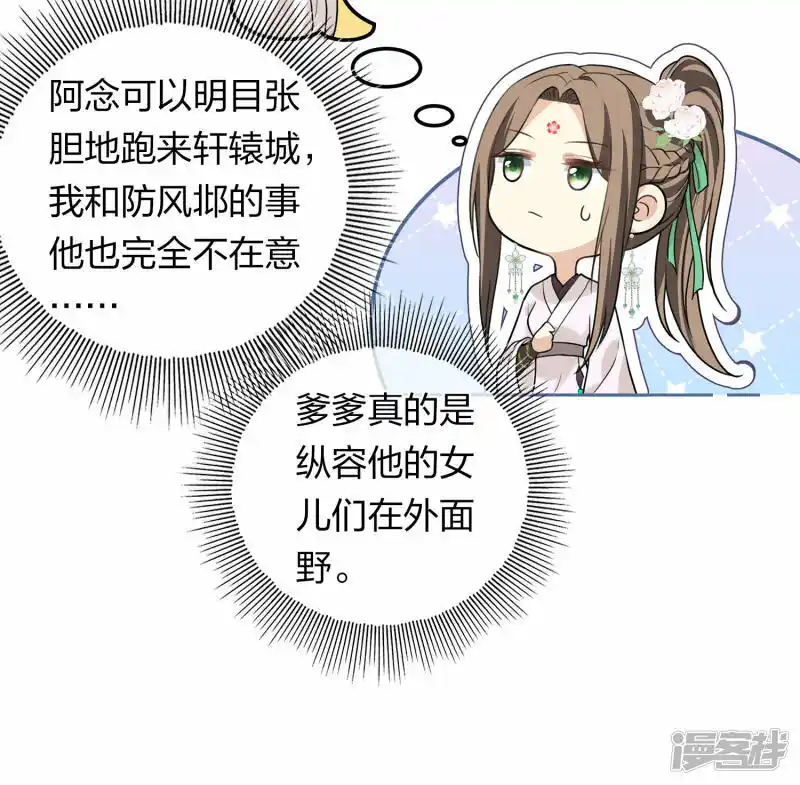 阿念可以明目张
胆地跑来轩辕城，
我和防风邶的事
他也完全不在意
……
爹爹真的是
纵容他的女
儿们在外面
野。
漫客栈